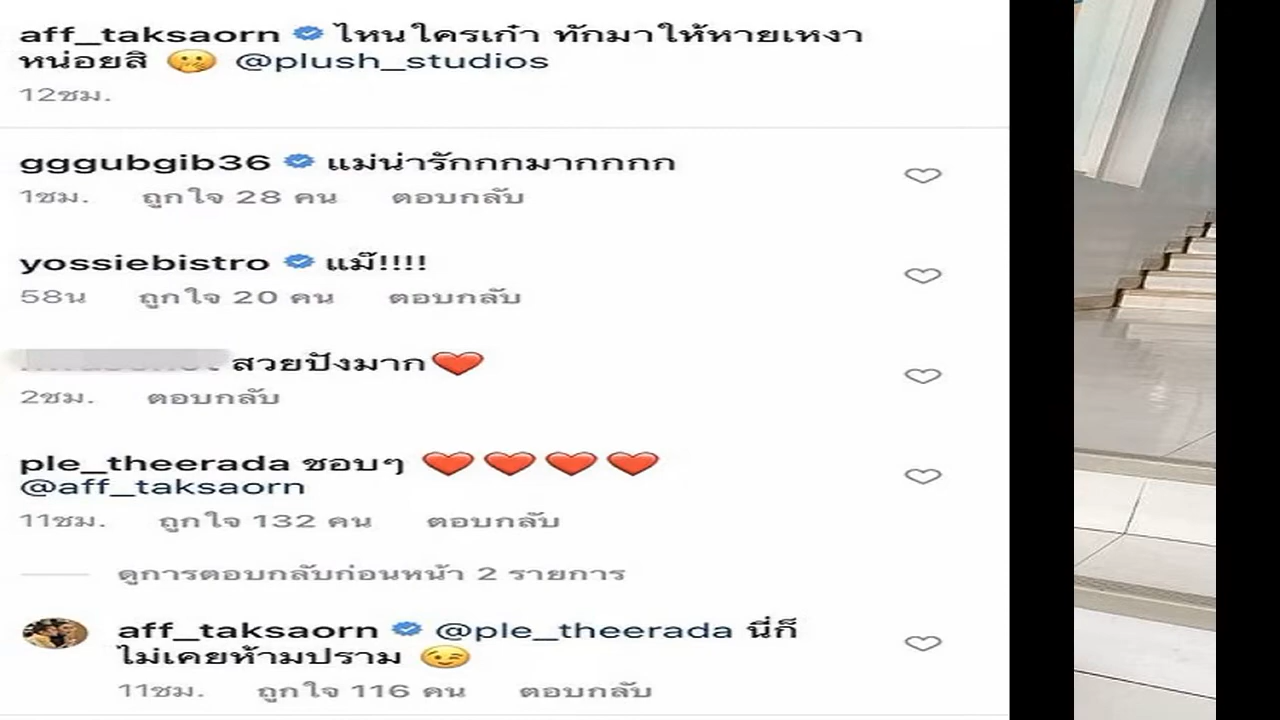 aff_taksaorn ไหนใครเก๋า ทักมาให้หายเหงา
หน่อยสิ 🤭 @plush_studios
12ชม.
gggubgib36 แม่น่ารักกกมากกกก
1ชม. ถูกใจ 28 คน ตอบกลับ
yossiebistro แม๊!!!!
58น ถูกใจ 20 คน ตอบกลับ
สวยปังมาก❤️
2ชม. ตอบกลับ
ple_theerada ชอบๆ ❤️❤️❤️❤️
@aff_taksaorn
11ชม. ถูกใจ 132 คน ตอบกลับ
ดูการตอบกลับก่อนหน้า 2 รายการ
aff_taksaorn @ple_theerada นี่ก็
ไม่เคยห้ามปราม 😉
11ชม. ถูกใจ 116 คน ตอบกลับ